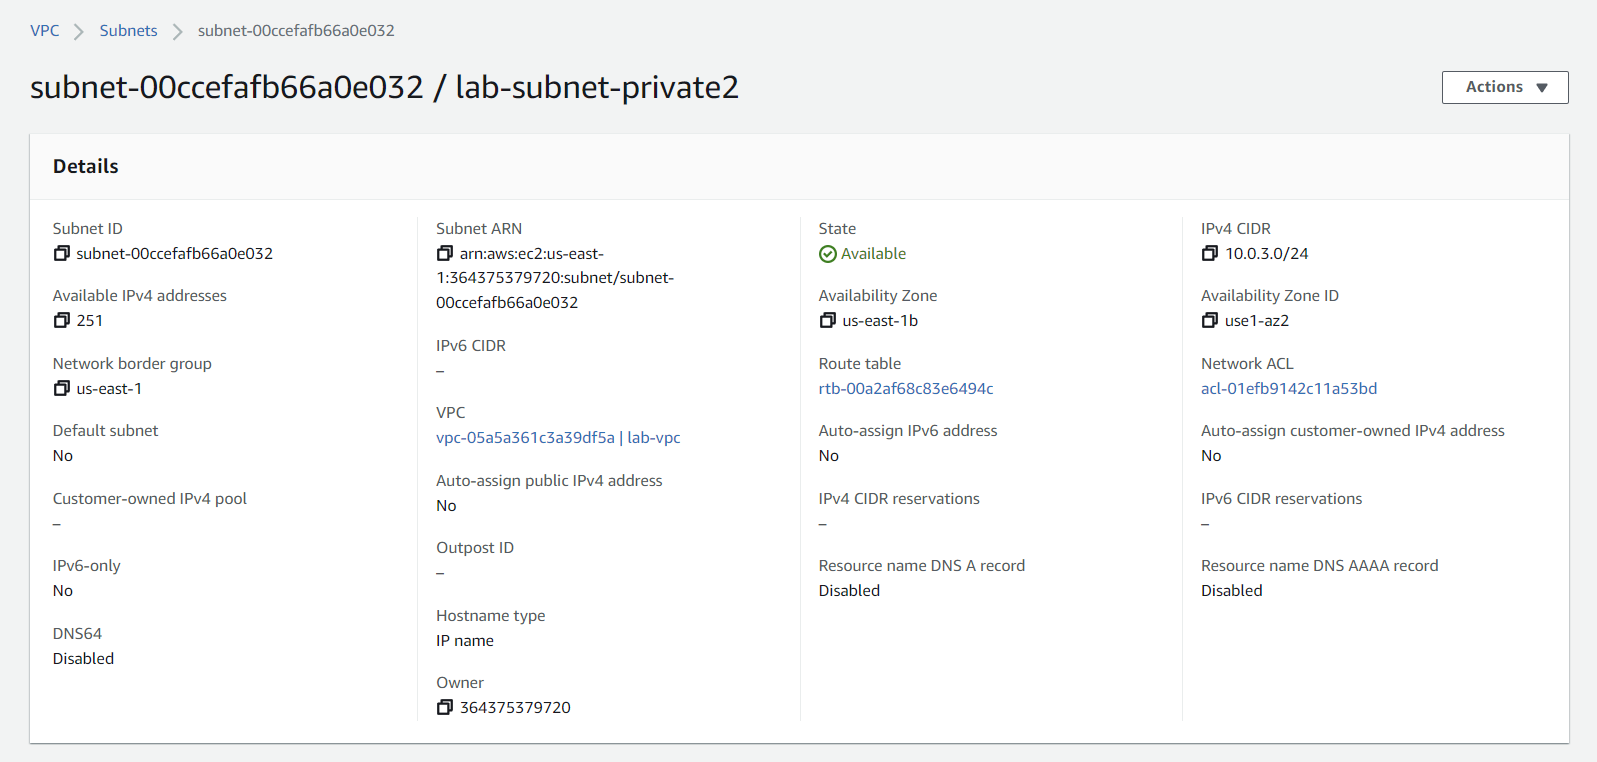 VPC > Subnets > subnet-00ccefafb66a0e032
subnet-00ccefafb66a0e032 / lab-subnet-private2
Actions
Details
Subnet ID
subnet-00ccefafb66a0e032
Available IPv4 addresses
251
Network border group
us-east-1
Default subnet
No
Customer-owned IPv4 pool
–
IPv6-only
No
DNS64
Disabled
Subnet ARN
arn:aws:ec2:us-east-
1:364375379720:subnet/subnet-
00ccefafb66a0e032
IPv6 CIDR
–
VPC
vpc-05a5a361c3a39df5a | lab-vpc
Auto-assign public IPv4 address
No
Outpost ID
–
Hostname type
IP name
Owner
364375379720
State
Available
Availability Zone
us-east-1b
Route table
rtb-00a2af68c83e6494c
Auto-assign IPv6 address
No
IPv4 CIDR reservations
–
Resource name DNS A record
Disabled
IPv4 CIDR
10.0.3.0/24
Availability Zone ID
use1-az2
Network ACL
acl-01efb9142c11a53bd
Auto-assign customer-owned IPv4 address
No
IPv6 CIDR reservations
–
Resource name DNS AAAA record
Disabled